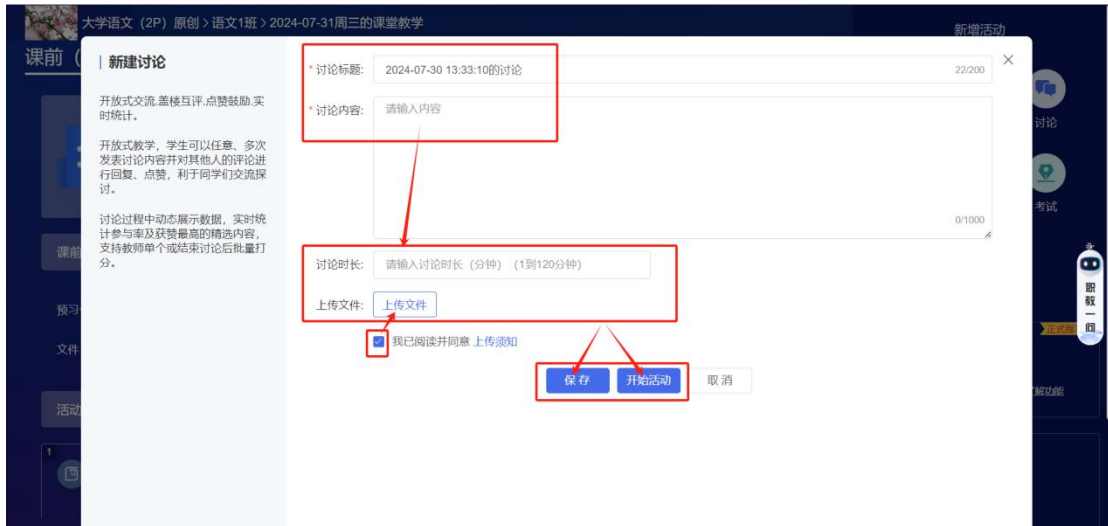 大学语文（2P）原创 > 语文1班 > 2024-07-31周三的课堂教学
新增活动
课前（
新建讨论
开放式交流.盖楼互评.点赞鼓励.实
时统计。
开放式教学，学生可以任意、多次
发表讨论内容并对其他人的评论进
行回复、点赞，利于同学们交流探
讨。
讨论过程中动态展示数据，实时统
计参与率及获赞最高的精选内容，
支持教师单个或结束讨论后批量打
分。
* 讨论标题:
2024-07-30 13:33:10的讨论
22/200
* 讨论内容:
请输入内容
0/1000
讨论时长:
请输入讨论时长（分钟）（1到120分钟）
上传文件:
上传文件
我已阅读并同意 上传须知
保 存
开始活动
取 消
讨论
考试
职教一问
正式版
了解功能
课前
预习
文件
活动
1